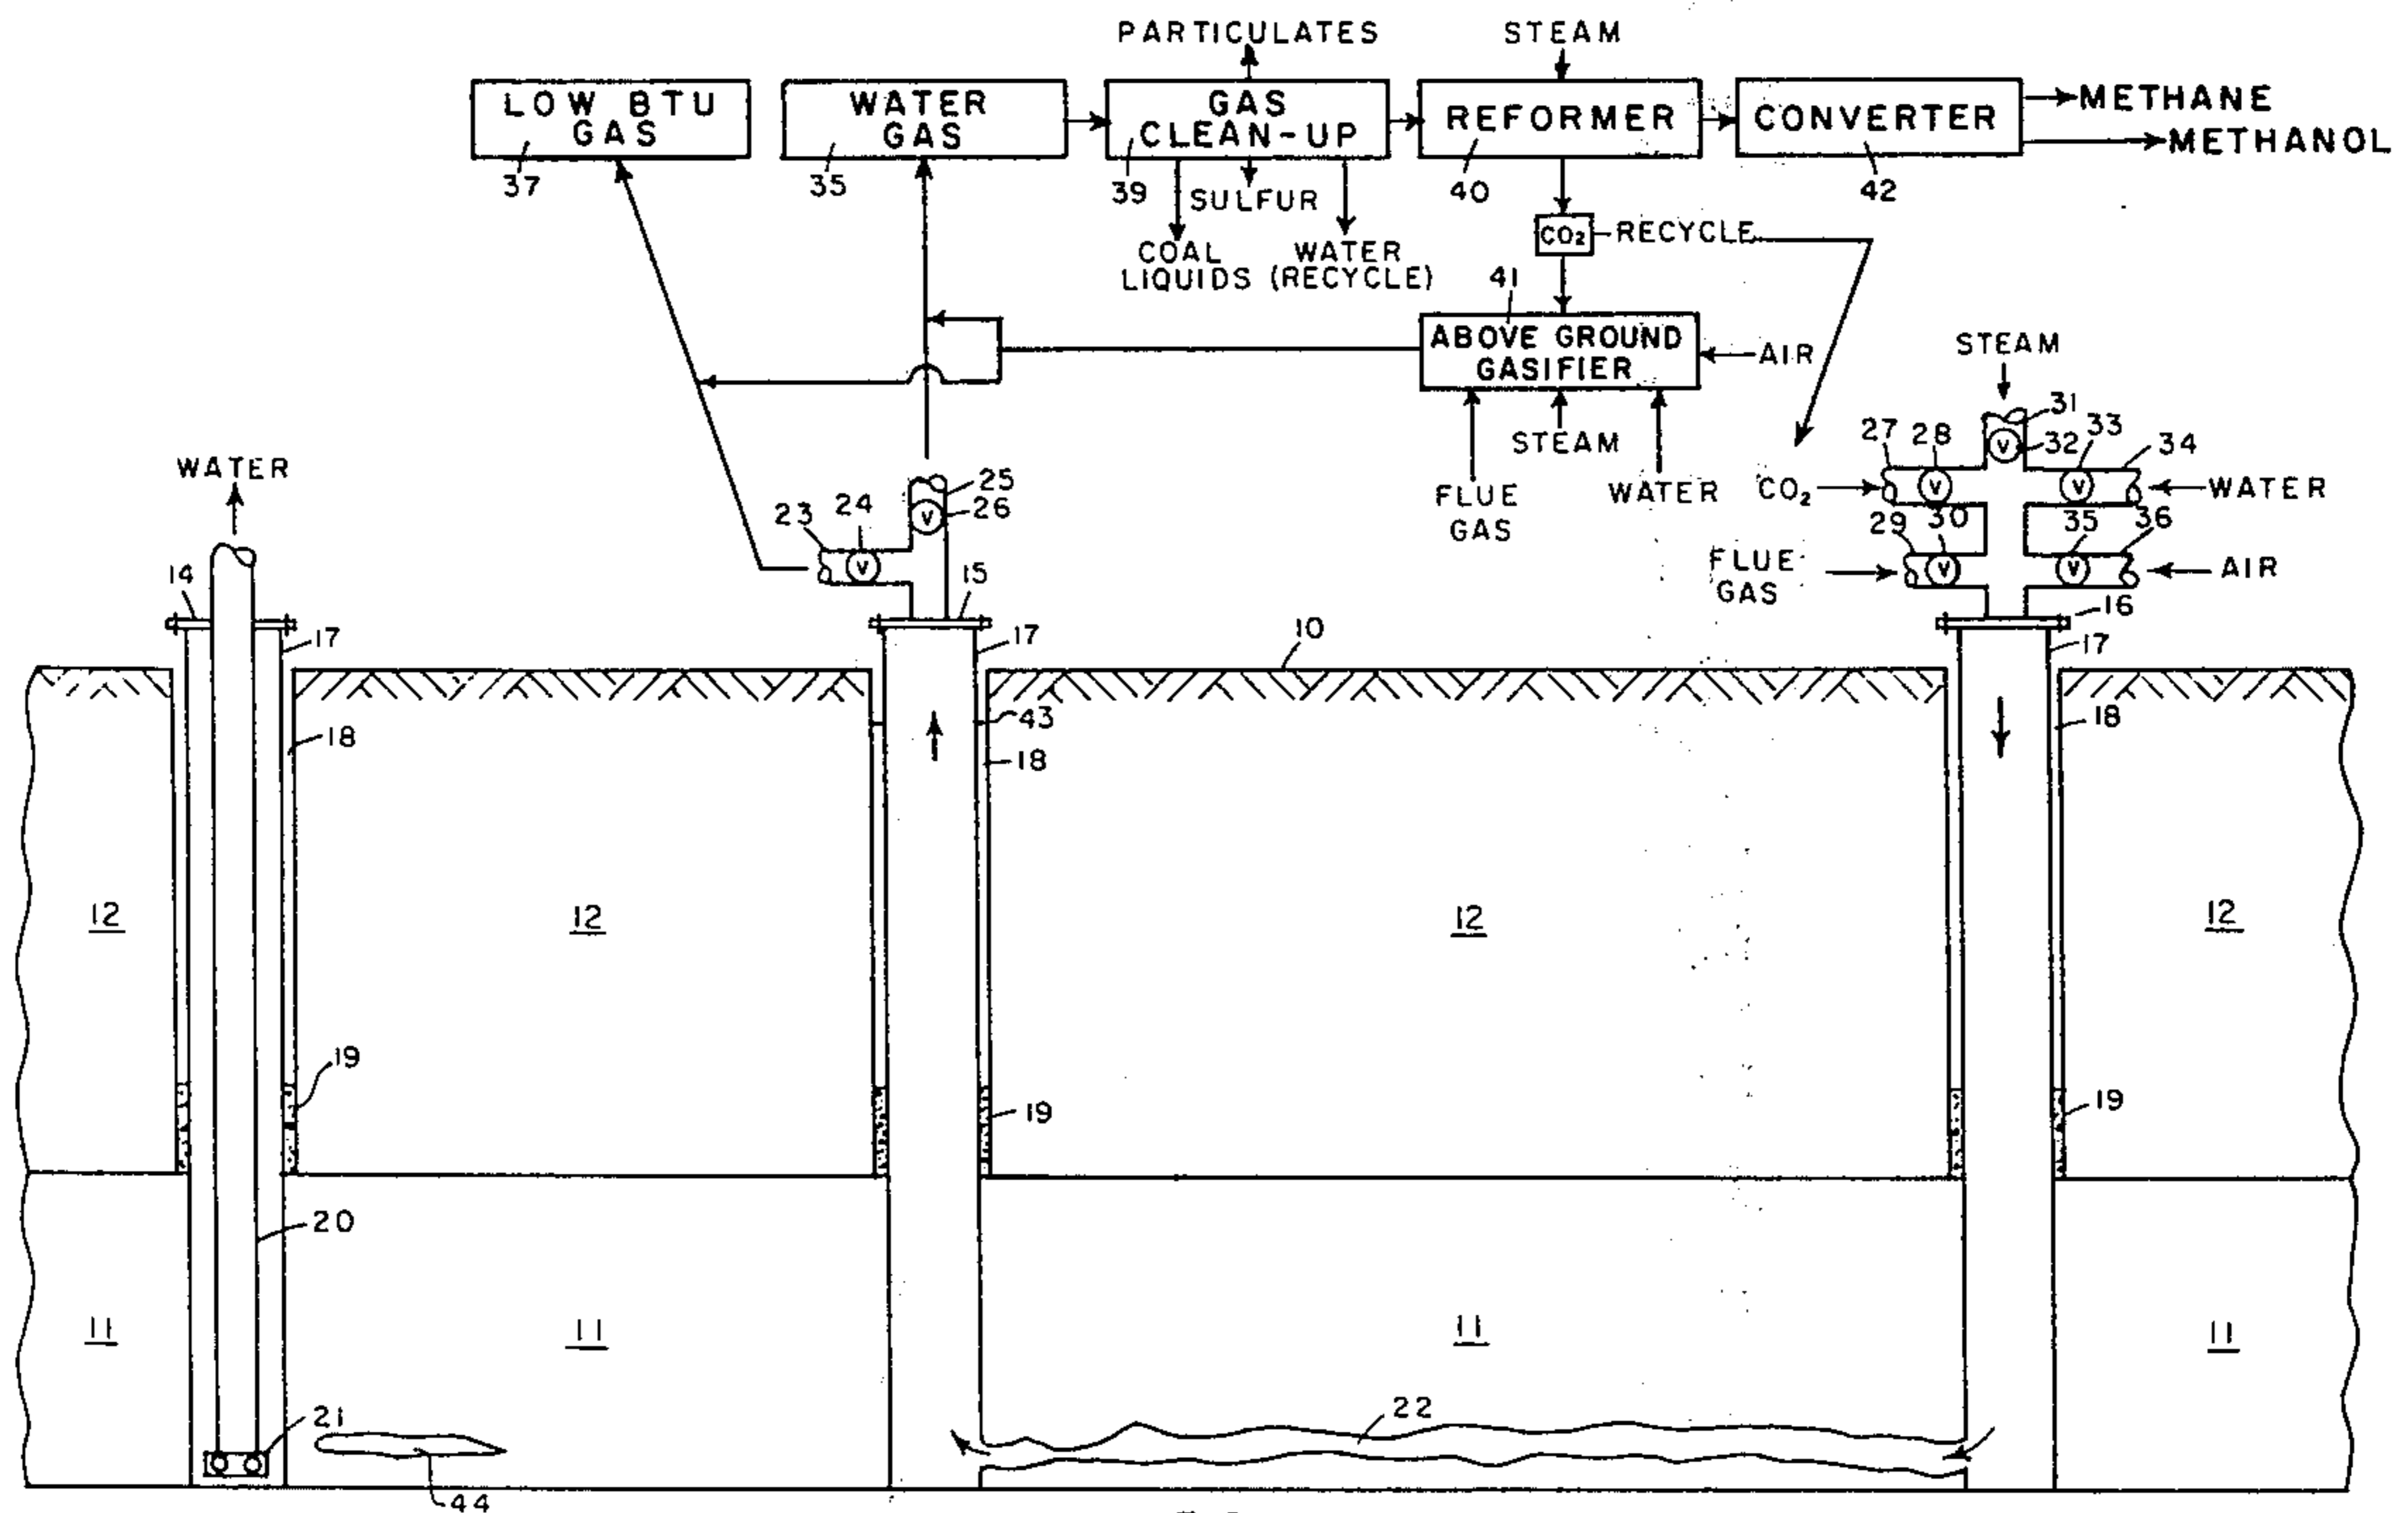 PARTICULATES
STEAM
LOW BTU
GAS
WATER
GAS
GAS
CLEAN-UP
REFORMER
CONVERTER
METHANE
METHANOL
37
35
39
SULFUR
40
42
COAL
LIQUIDS
WATER
(RECYCLE)
CO2
RECYCLE
41
ABOVE GROUND
GASIFIER
AIR
FLUE
GAS
STEAM
WATER
STEAM
31
32
27
28
33
34
CO2
WATER
29
30
35
36
FLUE
GAS
AIR
16
WATER
14
17
23
24
25
26
15
17
10
17
18
43
18
18
12
12
12
12
19
19
19
20
11
11
11
11
21
22
44